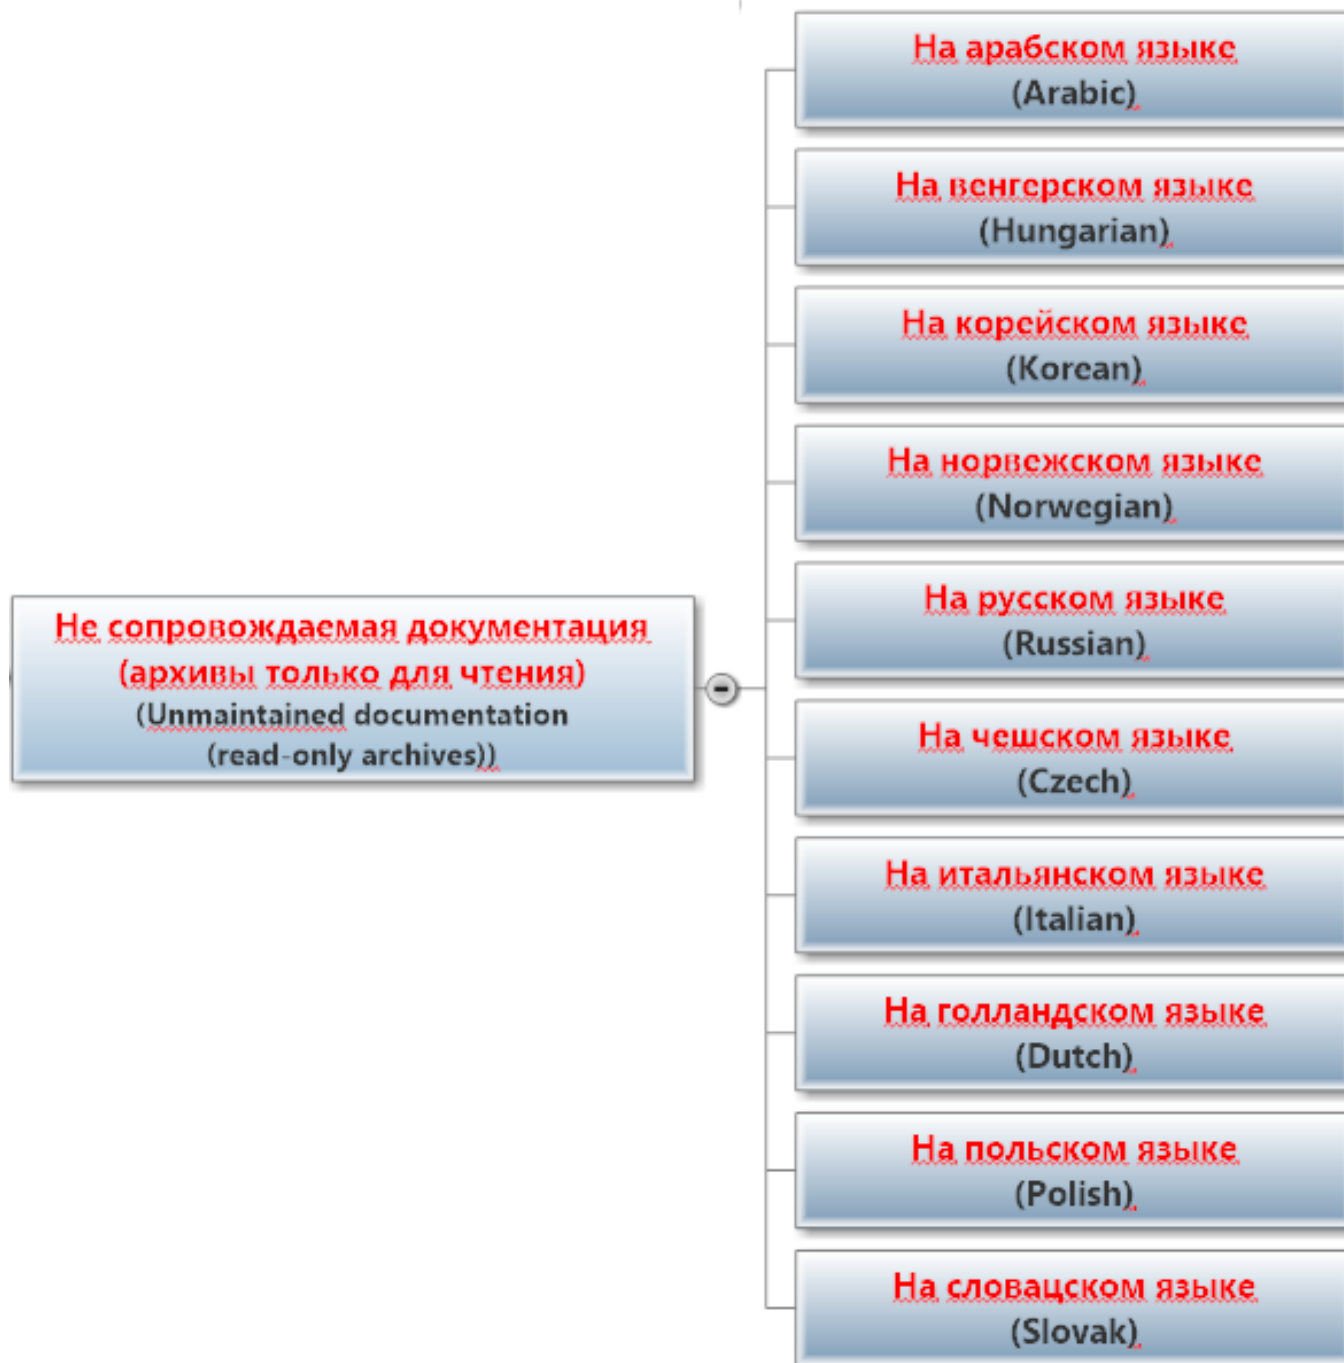 Не сопровождаемая документация
(архивы только для чтения)
(Unmaintained documentation
(read-only archives))
На арабском языке
(Arabic)
На венгерском языке
(Hungarian)
На корейском языке
(Korean)
На норвежском языке
(Norwegian)
На русском языке
(Russian)
На чешском языке
(Czech)
На итальянском языке
(Italian)
На голландском языке
(Dutch)
На польском языке
(Polish)
На словацском языке
(Slovak)